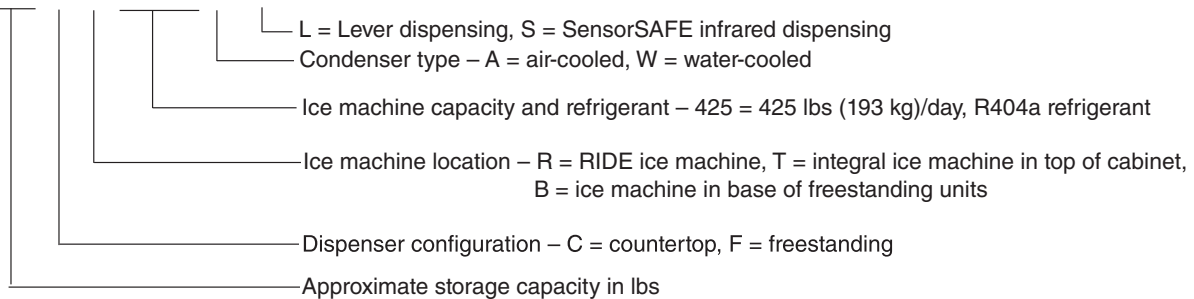 L = Lever dispensing, S = SensorSAFE infrared dispensing
Condenser type – A = air-cooled, W = water-cooled
Ice machine capacity and refrigerant – 425 = 425 lbs (193 kg)/day, R404a refrigerant
Ice machine location – R = RIDE ice machine, T = integral ice machine in top of cabinet,
B = ice machine in base of freestanding units
Dispenser configuration – C = countertop, F = freestanding
Approximate storage capacity in lbs